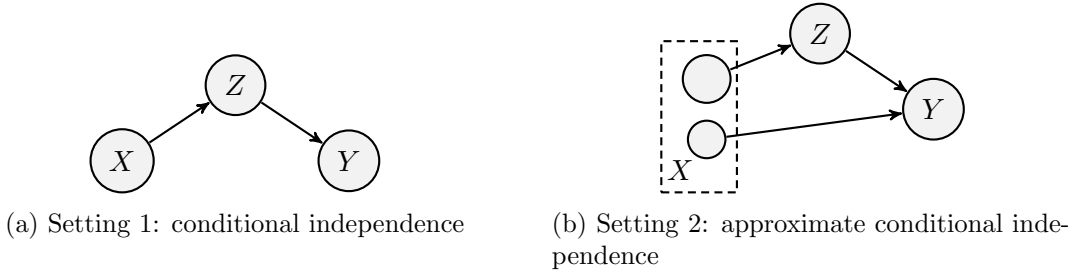 Z
X
Y
(a) Setting 1: conditional independence
Z
Y
X
(b) Setting 2: approximate conditional inde-
pendence